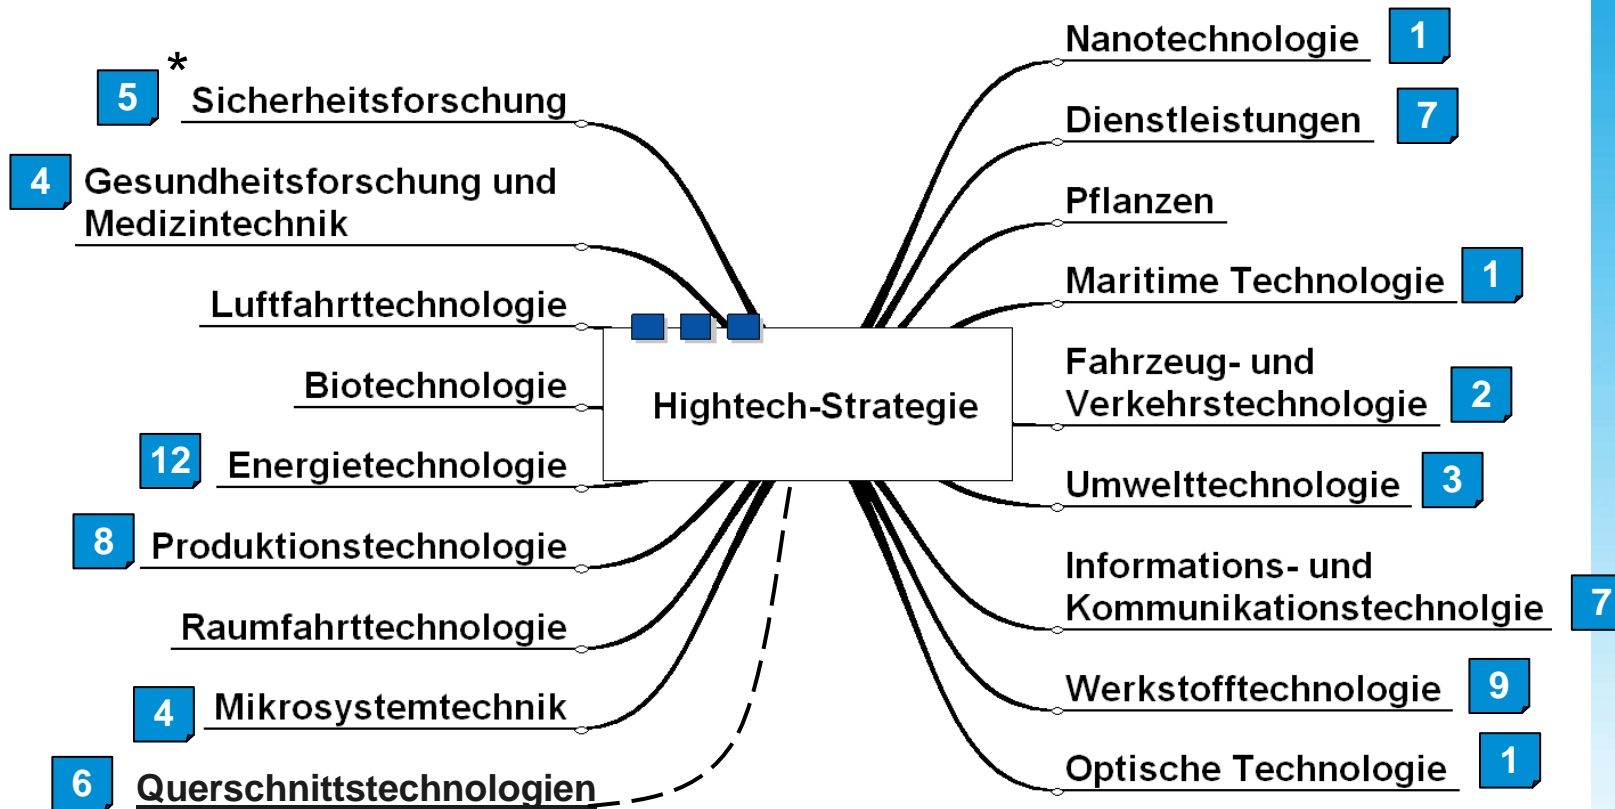 *
5 Sicherheitsforschung
4 Gesundheitsforschung und
Medizintechnik
Luftfahrttechnologie
Biotechnologie
12 Energietechnologie
8 Produktionstechnologie
Raumfahrttechnologie
4 Mikrosystemtechnik
6 Querschnittstechnologien
Hightech-Strategie
Nanotechnologie 1
Dienstleistungen 7
Pflanzen
Maritime Technologie 1
Fahrzeug- und
Verkehrstechnologie 2
Umwelttechnologie 3
Informations- und
Kommunikationstechnolgie 7
Werkstofftechnologie 9
Optische Technologie 1